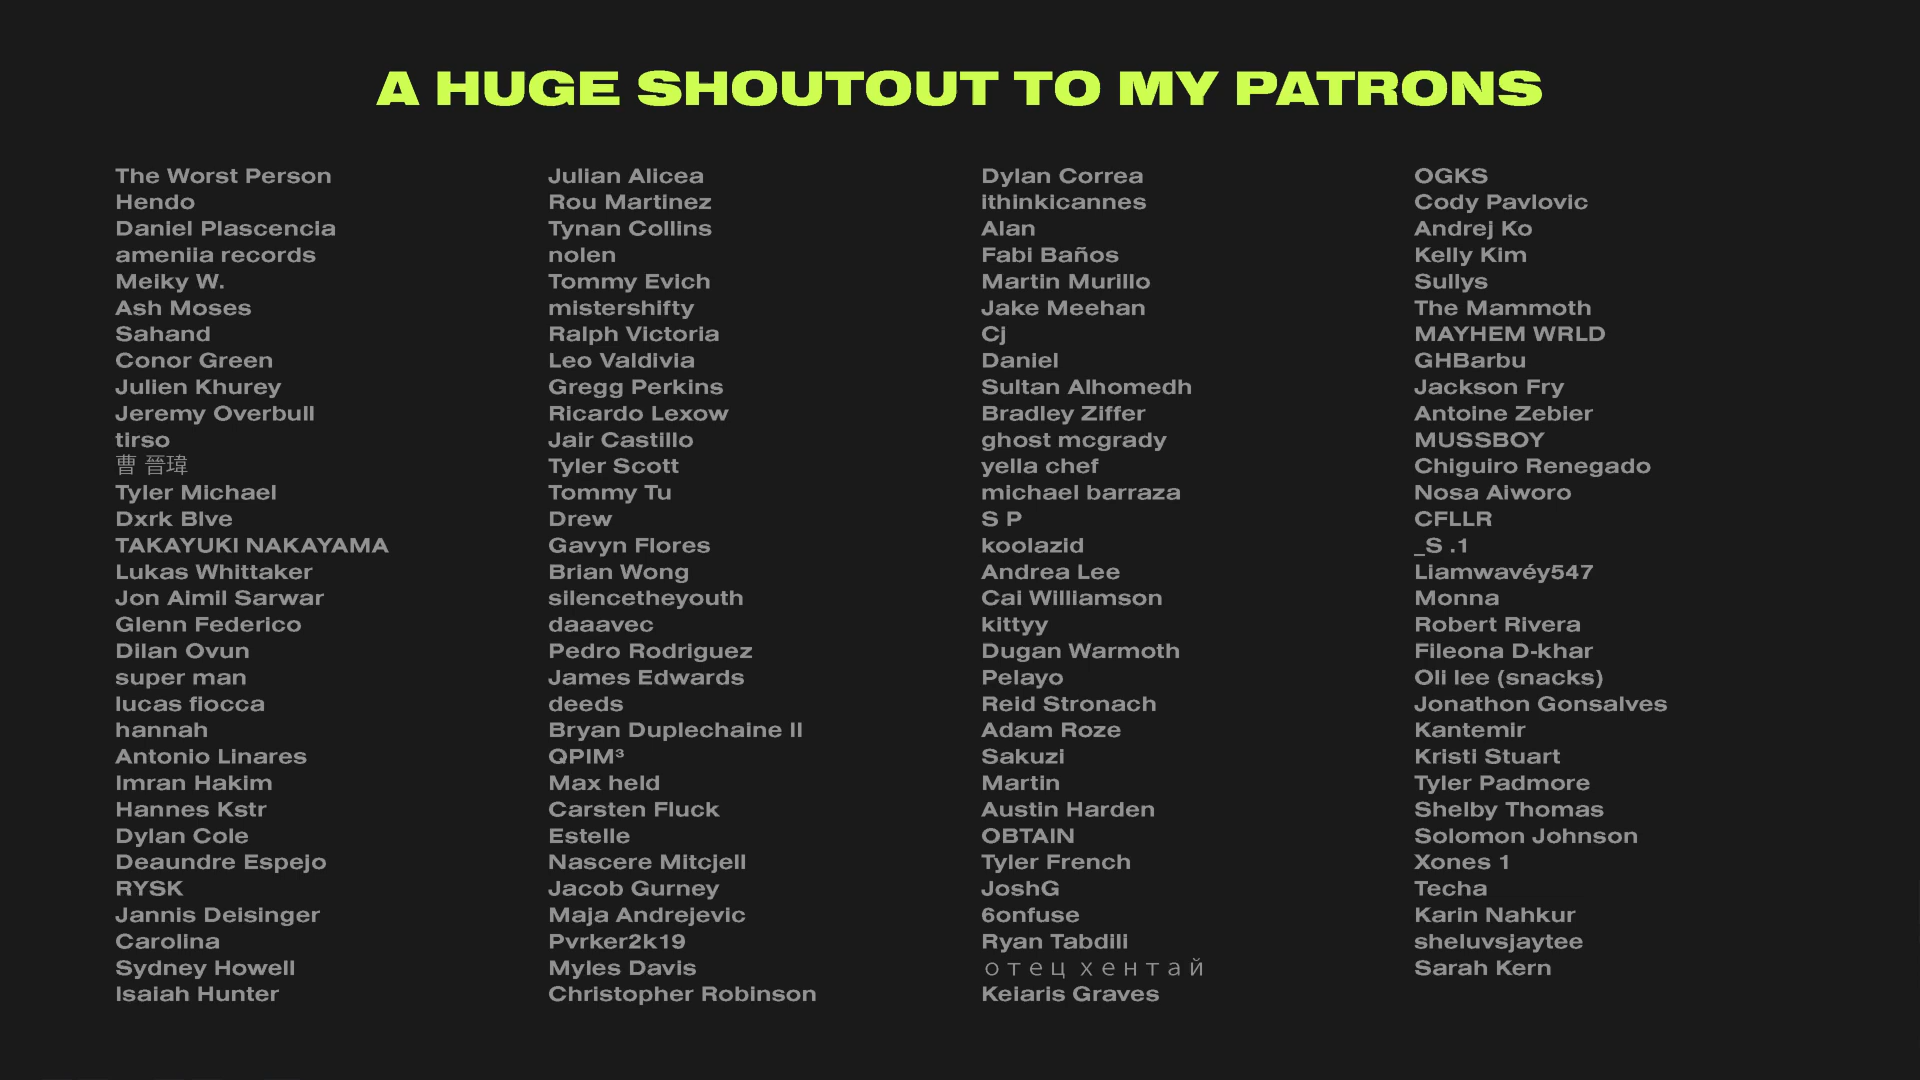 A HUGE SHOUTOUT TO MY PATRONS
The Worst Person
Hendo
Daniel Plascencia
ameniia records
Meiky W.
Ash Moses
Sahand
Conor Green
Julien Khurey
Jeremy Overbull
tirso
曹 晉瑋
Tyler Michael
Dxrk Blve
TAKAYUKI NAKAYAMA
Lukas Whittaker
Jon Aimil Sarwar
Glenn Federico
Dilan Ovun
super man
lucas fiocca
hannah
Antonio Linares
Imran Hakim
Hannes Kstr
Dylan Cole
Deaundre Espejo
RYSK
Jannis Deisinger
Carolina
Sydney Howell
Isaiah Hunter
Julian Alicea
Rou Martinez
Tynan Collins
nolen
Tommy Evich
mistershifty
Ralph Victoria
Leo Valdivia
Gregg Perkins
Ricardo Lexow
Jair Castillo
Tyler Scott
Tommy Tu
Drew
Gavyn Flores
Brian Wong
silencetheyouth
daaavec
Pedro Rodriguez
James Edwards
deeds
Bryan Duplechaine II
QPIM³
Max held
Carsten Fluck
Estelle
Nascere Mitcjell
Jacob Gurney
Maja Andrejevic
Pvrker2k19
Myles Davis
Christopher Robinson
Dylan Correa
ithinkicannes
Alan
Fabi Baños
Martin Murillo
Jake Meehan
Cj
Daniel
Sultan Alhomedh
Bradley Ziffer
ghost mcgrady
yella chef
michael barraza
S P
koolazid
Andrea Lee
Cai Williamson
kittyy
Dugan Warmoth
Pelayo
Reid Stronach
Adam Roze
Sakuzi
Martin
Austin Harden
OBTAIN
Tyler French
JoshG
6onfuse
Ryan Tabdili
отец хентай
Keiaris Graves
OGKS
Cody Pavlovic
Andrej Ko
Kelly Kim
Sullys
The Mammoth
MAYHEM WRLD
GHBarbu
Jackson Fry
Antoine Zebier
MUSSBOY
Chiguiro Renegado
Nosa Aiworo
CFLLR
_S .1
Liamwavéy547
Monna
Robert Rivera
Fileona D-khar
Oli lee (snacks)
Jonathon Gonsalves
Kantemir
Kristi Stuart
Tyler Padmore
Shelby Thomas
Solomon Johnson
Xones 1
Techa
Karin Nahkur
sheluvsjaytee
Sarah Kern